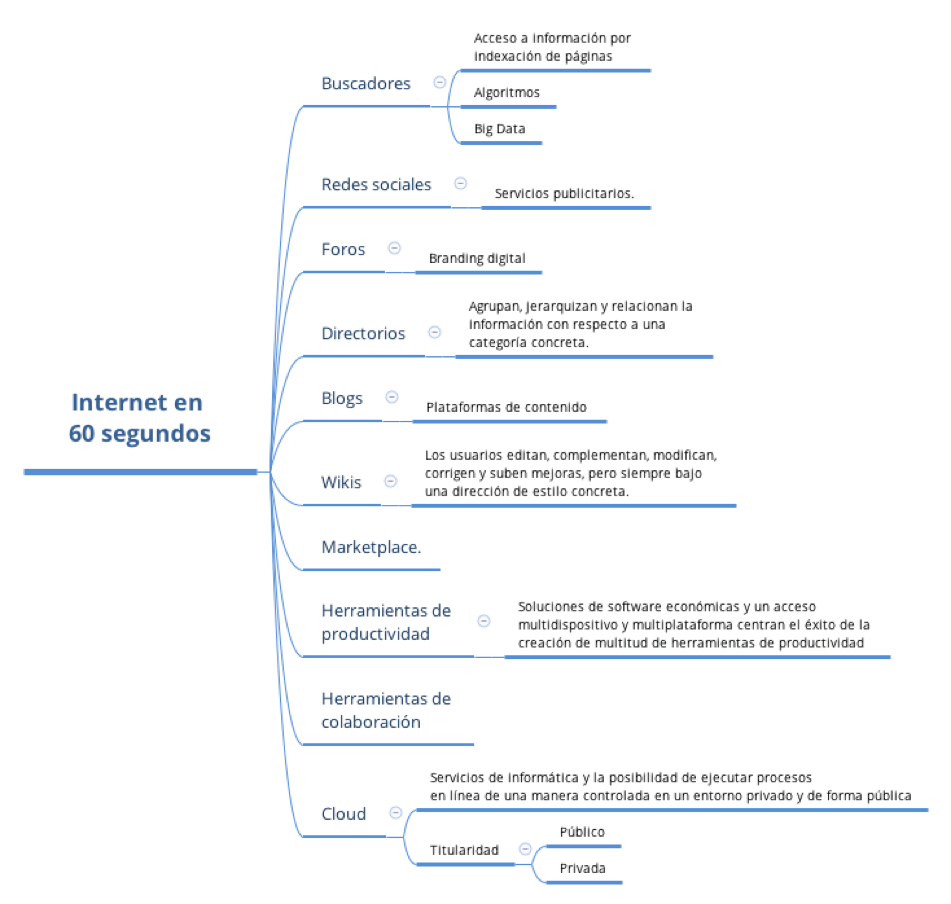 Internet en
60 segundos
Buscadores
Acceso a información por
indexación de páginas
Algoritmos
Big Data
Redes sociales
Servicios publicitarios.
Foros
Branding digital
Directorios
Agrupan, jerarquizan y relacionan la
información con respecto a una
categoría concreta.
Blogs
Plataformas de contenido
Wikis
Los usuarios editan, complementan, modifican,
corrigen y suben mejoras, pero siempre bajo
una dirección de estilo concreta.
Marketplace.
Herramientas de
productividad
Soluciones de software económicas y un acceso
multidispositivo y multiplataforma centran el éxito de la
creación de multitud de herramientas de productividad
Herramientas de
colaboración
Cloud
Servicios de informática y la posibilidad de ejecutar procesos
en línea de una manera controlada en un entorno privado y de forma pública
Titularidad
Público
Privada